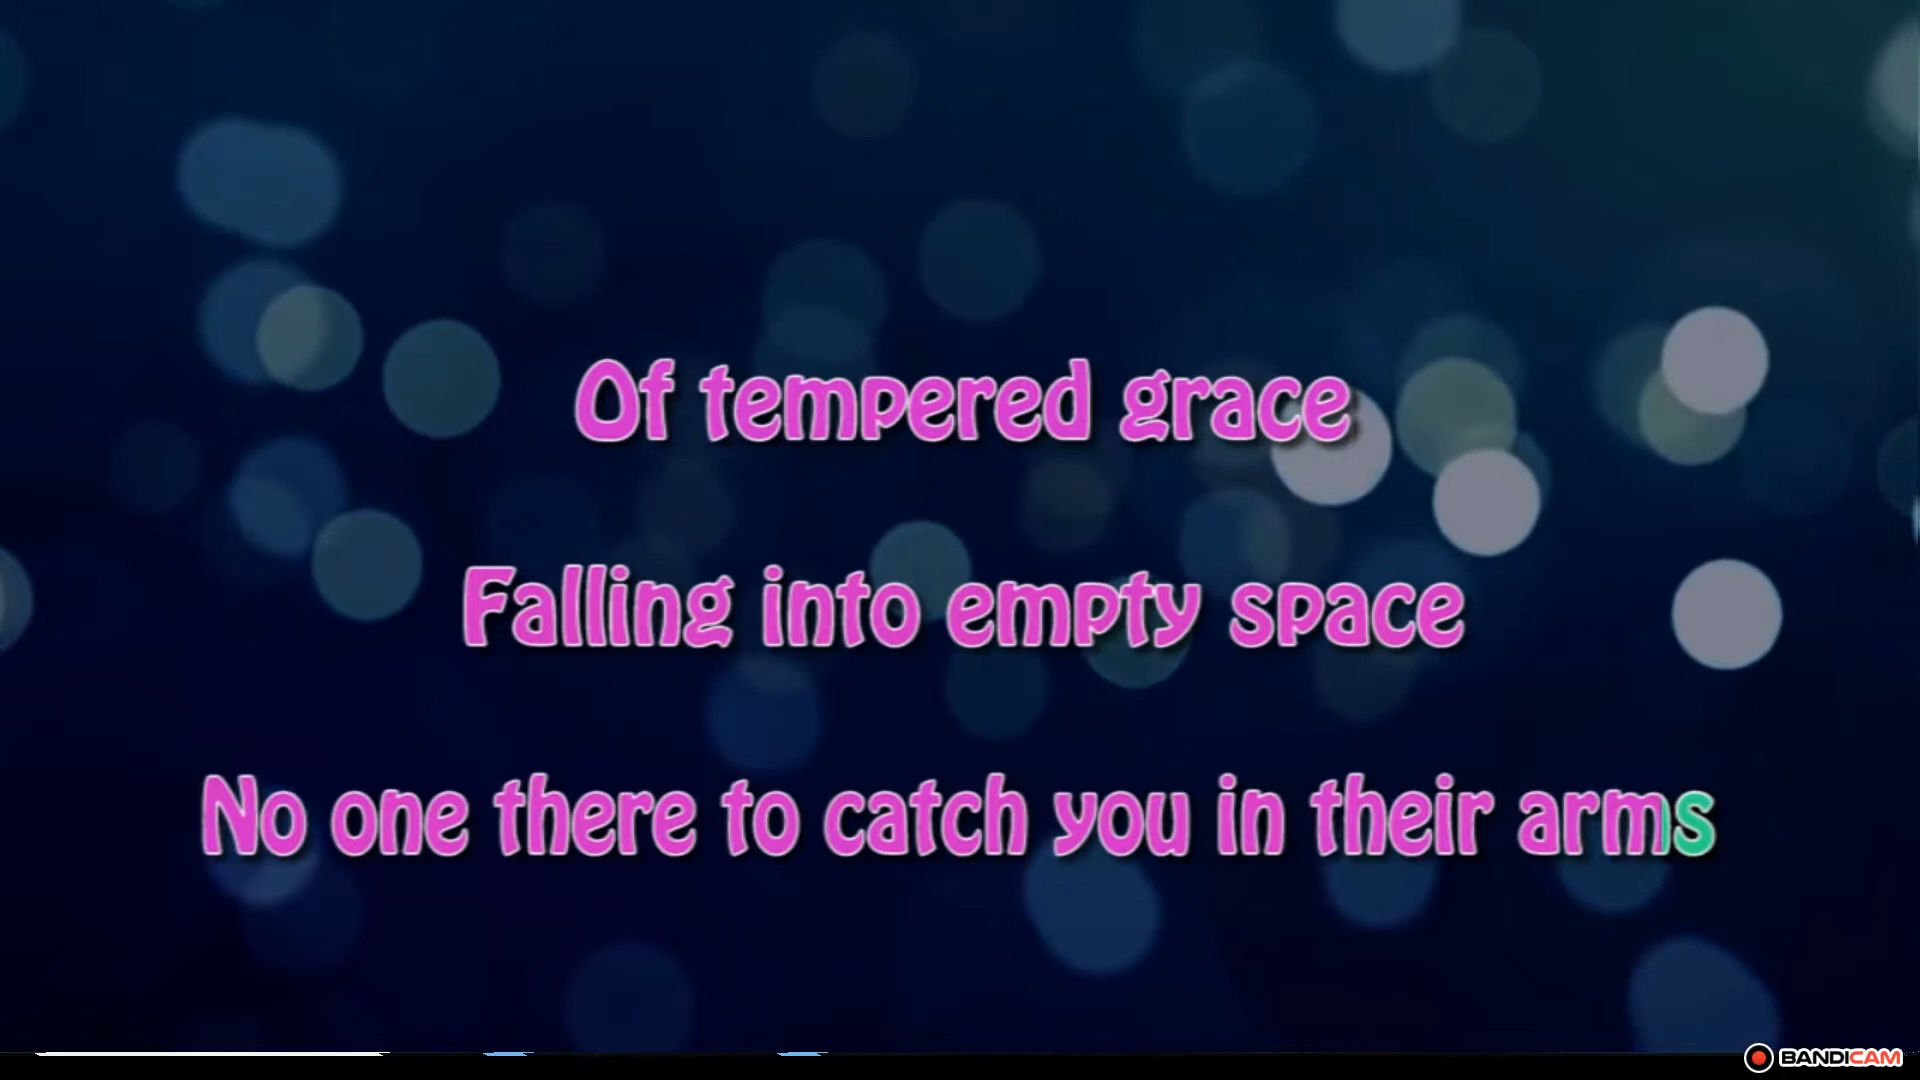 Of tempered grace
Falling into empty space
No one there to catch you in their arms
BANDICAM